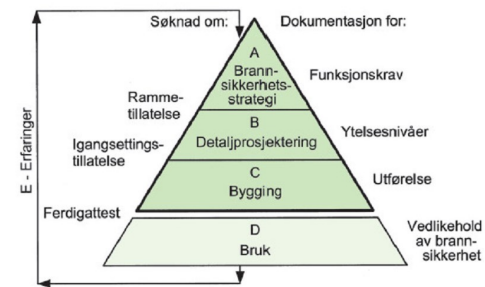 Søknad om:
Dokumentasjon for:
A
Brann-
sikkerhets-
strategi
Funksjonskrav
Ramme-
tillatelse
B
Detaljprosjektering
Ytelsesnivåer
Igangsettings-
tillatelse
C
Bygging
Utførelse
Ferdigattest
D
Bruk
Vedlikehold
av brann-
sikkerhet
E - Erfaringer